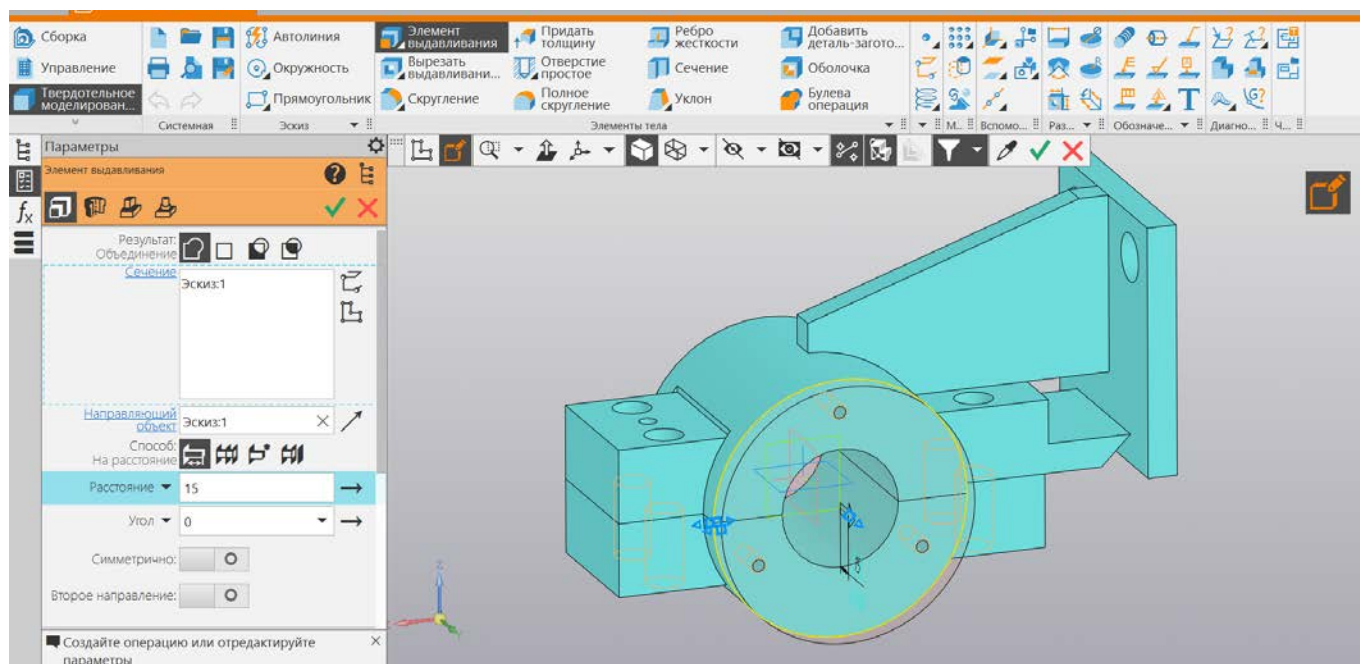 Сборка
Управление
Твердотельное
моделирован...
Системная
Автолиния
Окружность
Прямоугольник
Эскиз
Элемент
выдавливания
Вырезать
выдавливани...
Скругление
Придать
толщину
Отверстие
простое
Полное
скругление
Ребро
жесткости
Сечение
Уклон
Добавить
деталь-загото...
Оболочка
Булева
операция
Элементы тела
М...
Вспомо...
Раз...
Обозначе...
Диагно...
Ч...
Параметры
Элемент выдавливания
Результат:
Объединение
Сечение
Эскиз:1
Направляющий
объект
Эскиз:1
Способ:
На расстояние
Расстояние
15
Угол
0
Симметрично:
Второе направление:
Создайте операцию или отредактируйте
параметры